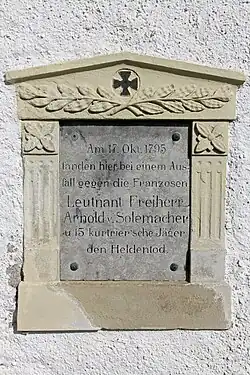 Am 17. Okt. 1795
fanden hier bei einem Aus-
fall gegen die Franzosen
Leutnant Freiherr
Arnold v. Solemacher
u. 15 kurtrier'sche Jäger
den Heldentod.